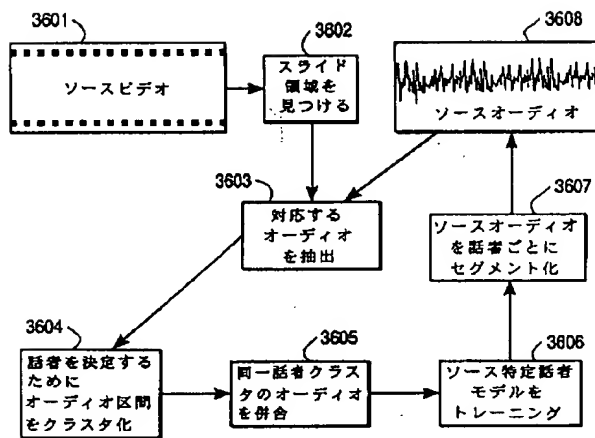 3601
ソースビデオ
3602
スライド
領域を
見つける
3608
ソースオーディオ
3603
対応する
オーディオ
を抽出
3607
ソースオーディオ
を話者ごとに
セグメント化
3604
話者を決定する
ために
オーディオ区間
をクラスタ化
3605
同一話者クラス
タのオーディオ
を併合
3606
ソース特定話者
モデルを
トレーニング